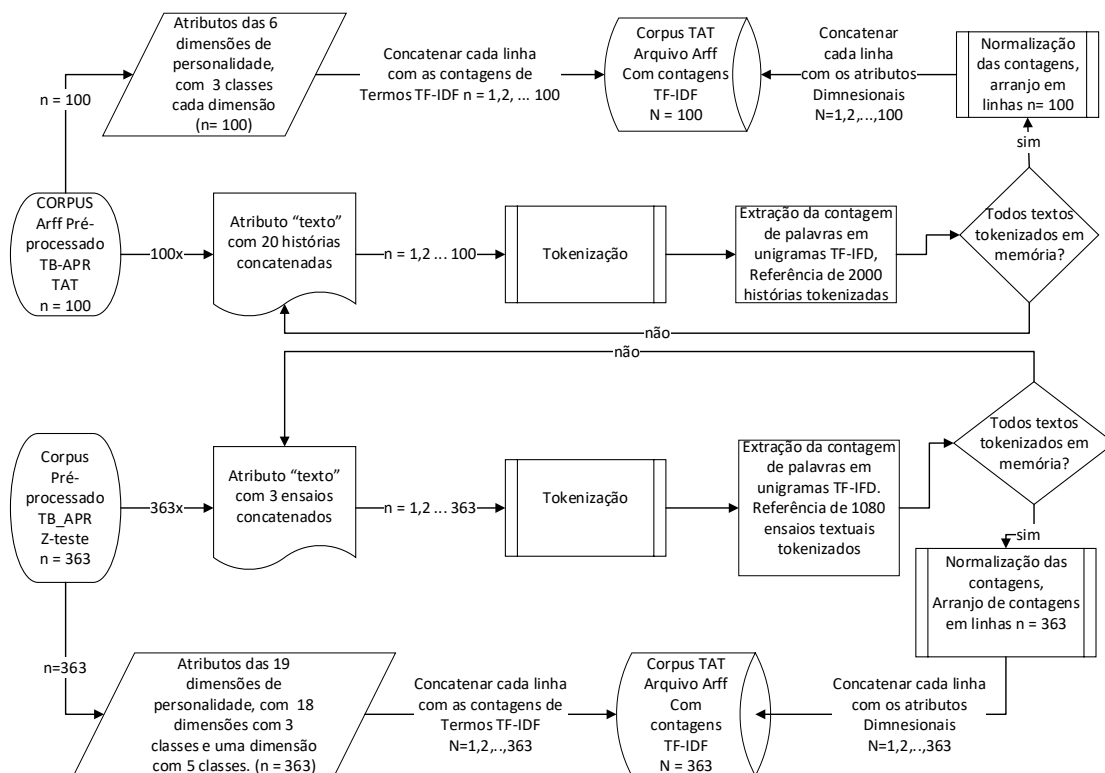 Atributos das 6
dimensões de
personalidade,
com 3 classes
cada dimensão
(n= 100)
Concatenar cada linha
com as contagens de
Termos TF-IDF n = 1,2, ... 100
Corpus TAT
Arquivo Arff
Com contagens
TF-IDF
N = 100
Concatenar
cada linha
com os atributos
Dimnesionais
N=1,2,...,100
Normalização
das contagens,
arranjo em
linhas n= 100
n = 100
sim
CORPUS
Arff Pré-
processado
TB-APR
TAT
n = 100
100x
Atributo “texto”
com 20 histórias
concatenadas
n = 1,2 ... 100
Tokenização
Extração da contagem
de palavras em
unigramas TF-IFD,
Referência de 2000
histórias tokenizadas
Todos textos
tokenizados em
memória?
não
não
Corpus
Pré-
processado
TB_APR
Z-teste
n = 363
363x
Atributo “texto”
com 3 ensaios
concatenados
n = 1,2 ... 363
Tokenização
Extração da contagem
de palavras em
unigramas TF-IFD.
Referência de 1080
ensaios textuais
tokenizados
Todos textos
tokenizados em
memória?
sim
Normalização das
contagens,
Arranjo de contagens
em linhas n = 363
n=363
Atributos das 19
dimensões de
personalidade, com 18
dimensões com 3
classes e uma dimensão
com 5 classes. (n = 363)
Concatenar cada linha
com as contagens de
Termos TF-IDF
N=1,2,..,363
Corpus TAT
Arquivo Arff
Com
contagens
TF-IDF
N = 363
Concatenar cada linha
com os atributos
Dimnesionais
N=1,2,..,363